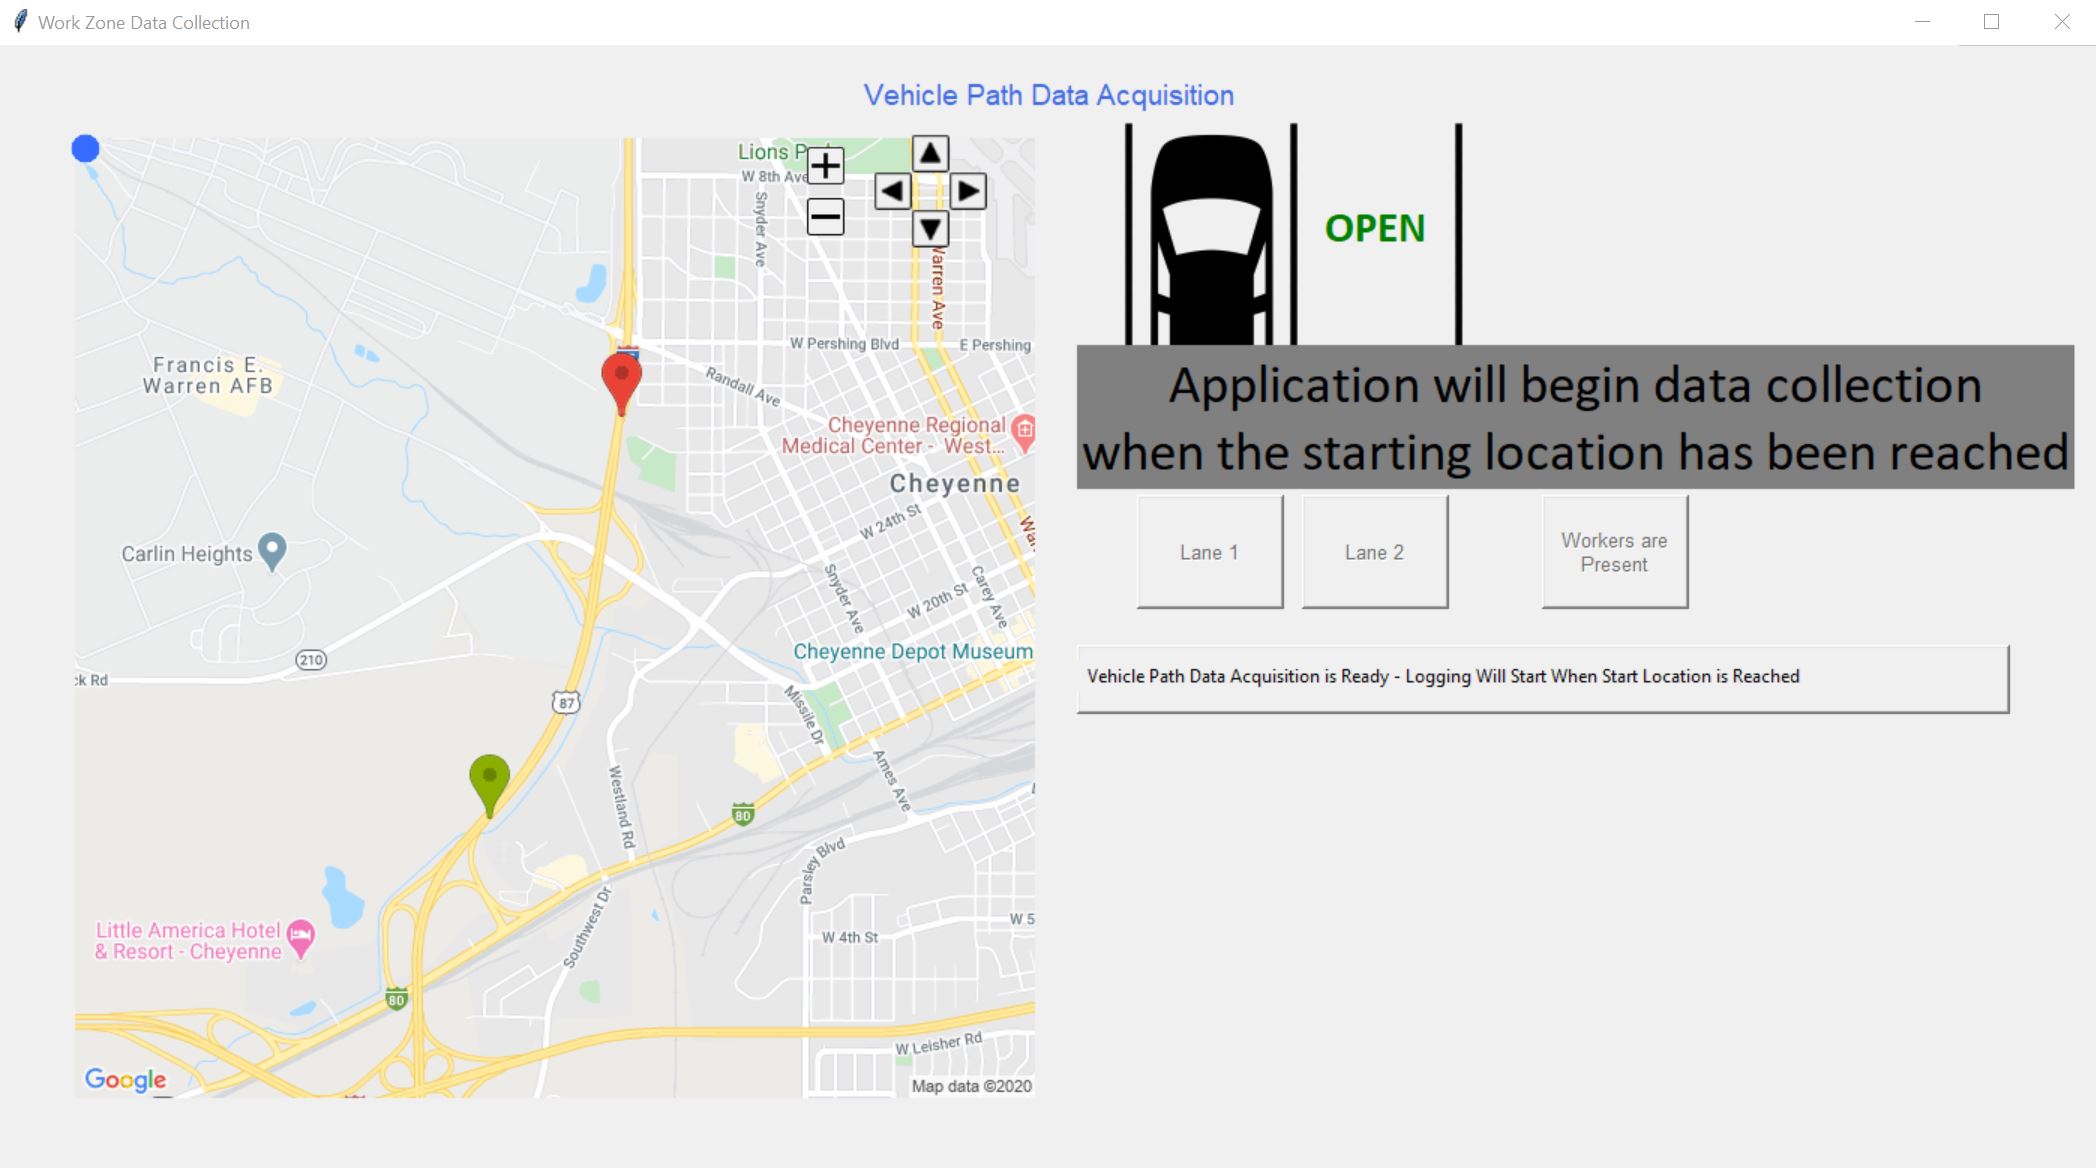 Work Zone Data Collection
Vehicle Path Data Acquisition
Lions P
W 8th Ave
Snyder Ave
Warren Ave
OPEN
W Pershing Blvd
E Pershing
Francis E.
Warren AFB
Randall Ave
Cheyenne Regional
Medical Center - West...
Cheyenne
W 24th St
Carlin Heights
Snyder Ave
Carey Ave
W 20th St
210
Cheyenne Depot Museum
ck Rd
87
Missile Dr
Westland Rd
Ames Ave
80
Parsley Blvd
Southwest Dr
Little America Hotel
& Resort - Cheyenne
W 5
W 4th St
80
W Leisher Rd
Google
Map data ©2020
Application will begin data collection
when the starting location has been reached
Lane 1
Lane 2
Workers are
Present
Vehicle Path Data Acquisition is Ready - Logging Will Start When Start Location is Reached